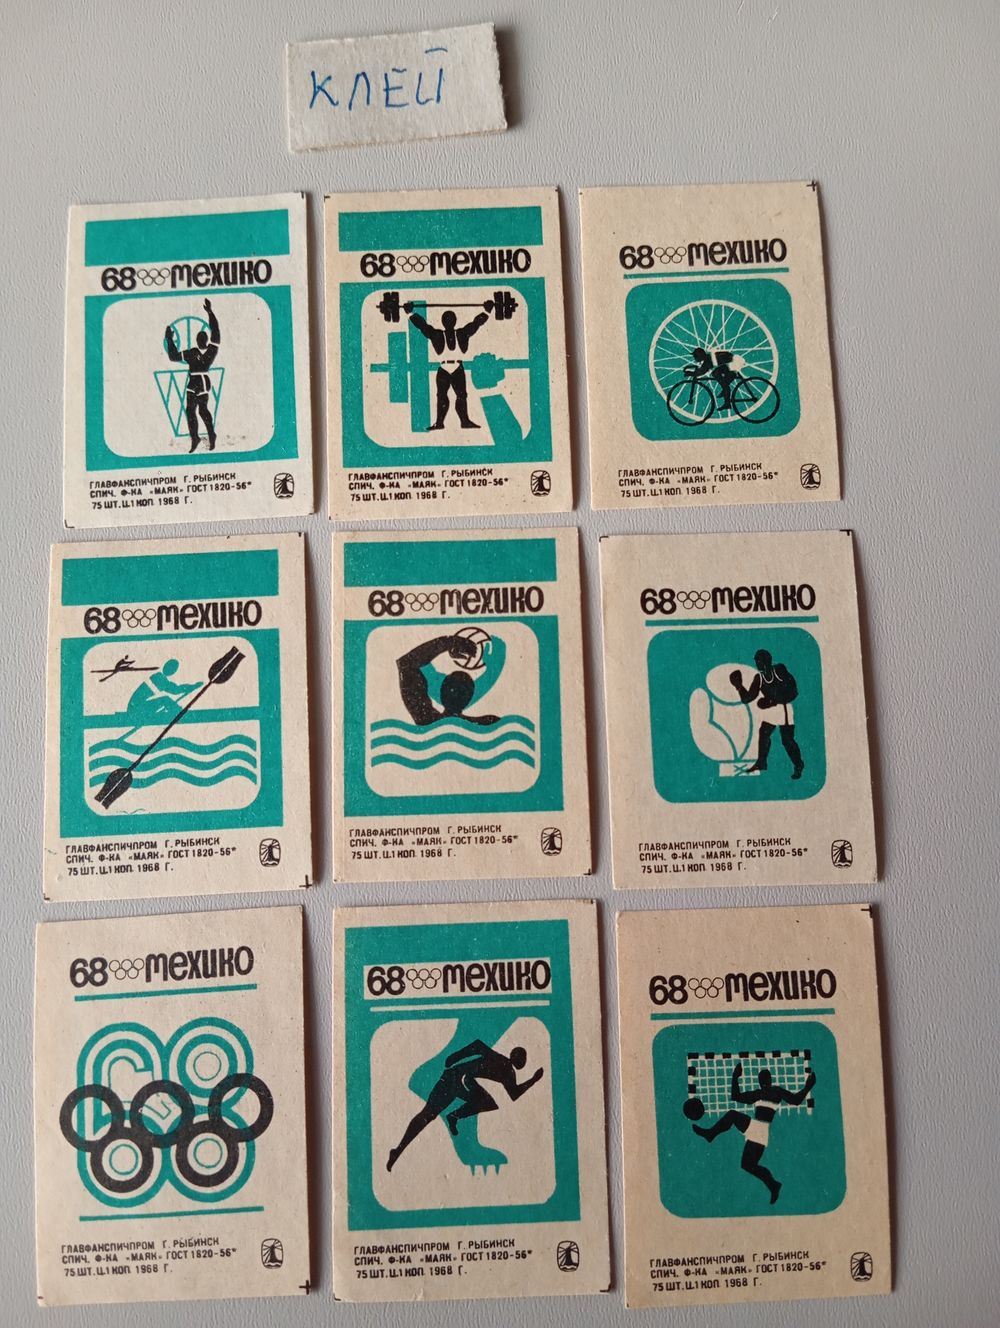 КЛЕЙ
68 МЕХИКО
ГЛАВФАНСПИЧПРОМ Г. РЫБИНСК
СПИЧ. Ф-КА «МАЯК» ГОСТ 1820-56*
75 ШТ. Ц.1 КОП. 1968 Г.
68 МЕХИКО
ГЛАВФАНСПИЧПРОМ Г. РЫБИНСК
СПИЧ. Ф-КА «МАЯК» ГОСТ 1820-56*
75 ШТ. Ц.1 КОП. 1968 Г.
68 МЕХИКО
ГЛАВФАНСПИЧПРОМ Г. РЫБИНСК
СПИЧ. Ф-КА «МАЯК» ГОСТ 1820-56*
75 ШТ. Ц.1 КОП. 1968 Г.
68 МЕХИКО
ГЛАВФАНСПИЧПРОМ Г. РЫБИНСК
СПИЧ. Ф-КА «МАЯК» ГОСТ 1820-56*
75 ШТ. Ц.1 КОП. 1968 Г.
68 МЕХИКО
ГЛАВФАНСПИЧПРОМ Г. РЫБИНСК
СПИЧ. Ф-КА «МАЯК» ГОСТ 1820-56*
75 ШТ. Ц.1 КОП. 1968 Г.
68 МЕХИКО
ГЛАВФАНСПИЧПРОМ Г. РЫБИНСК
СПИЧ. Ф-КА «МАЯК» ГОСТ 1820-56*
75 ШТ. Ц.1 КОП. 1968 Г.
68 МЕХИКО
ГЛАВФАНСПИЧПРОМ Г. РЫБИНСК
СПИЧ. Ф-КА «МАЯК» ГОСТ 1820-56*
75 ШТ. Ц.1 КОП. 1968 Г.
68 МЕХИКО
ГЛАВФАНСПИЧПРОМ Г. РЫБИНСК
СПИЧ. Ф-КА «МАЯК» ГОСТ 1820-56*
75 ШТ. Ц.1 КОП. 1968 Г.
68 МЕХИКО
ГЛАВФАНСПИЧПРОМ Г. РЫБИНСК
СПИЧ. Ф-КА «МАЯК» ГОСТ 1820-56*
75 ШТ. Ц.1 КОП. 1968 Г.